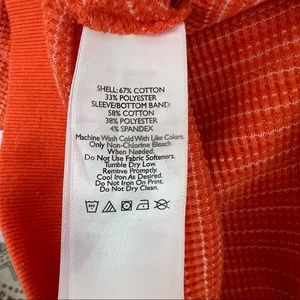 SHELL: 67% COTTON
33% POLYESTER
SLEEVE/BOTTOM BAND:
58% COTTON
38% POLYESTER
4% SPANDEX
Machine Wash Cold With Like Colors.
Only Non-Chlorine Bleach
When Needed.
Do Not Use Fabric Softeners.
Tumble Dry Low.
Remove Promptly.
Cool Iron As Desired.
Do Not Iron Trim.
Do Not Dry Clean.